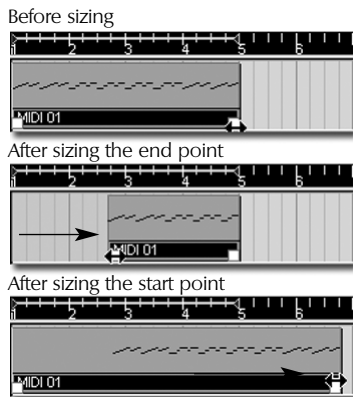 Before sizing
1 2 3 4 5 6
MIDI 01
After sizing the end point
1 2 3 4 5 6
MIDI 01
After sizing the start point
1 2 3 4 5 6
MIDI 01